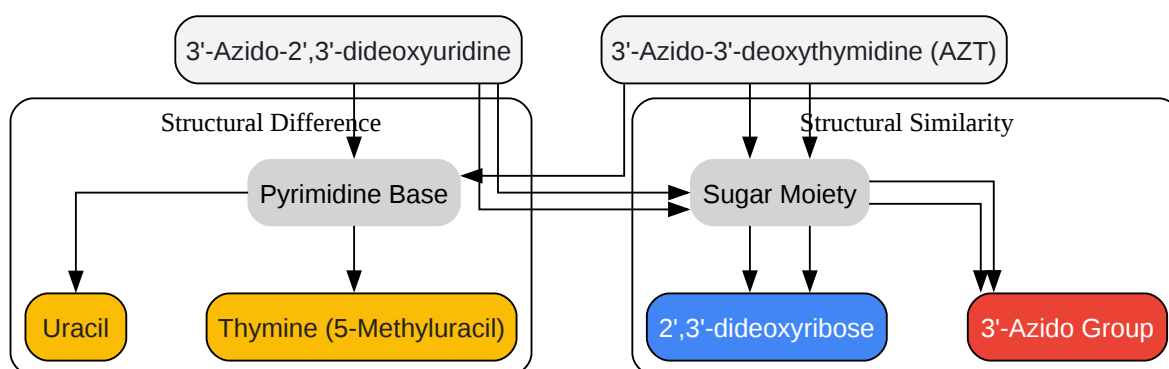 3'-Azido-2',3'-dideoxyuridine
3'-Azido-3'-deoxythymidine (AZT)
Structural Difference
Structural Similarity
Pyrimidine Base
Sugar Moiety
Uracil
Thymine (5-Methyluracil)
2',3'-dideoxyribose
3'-Azido Group